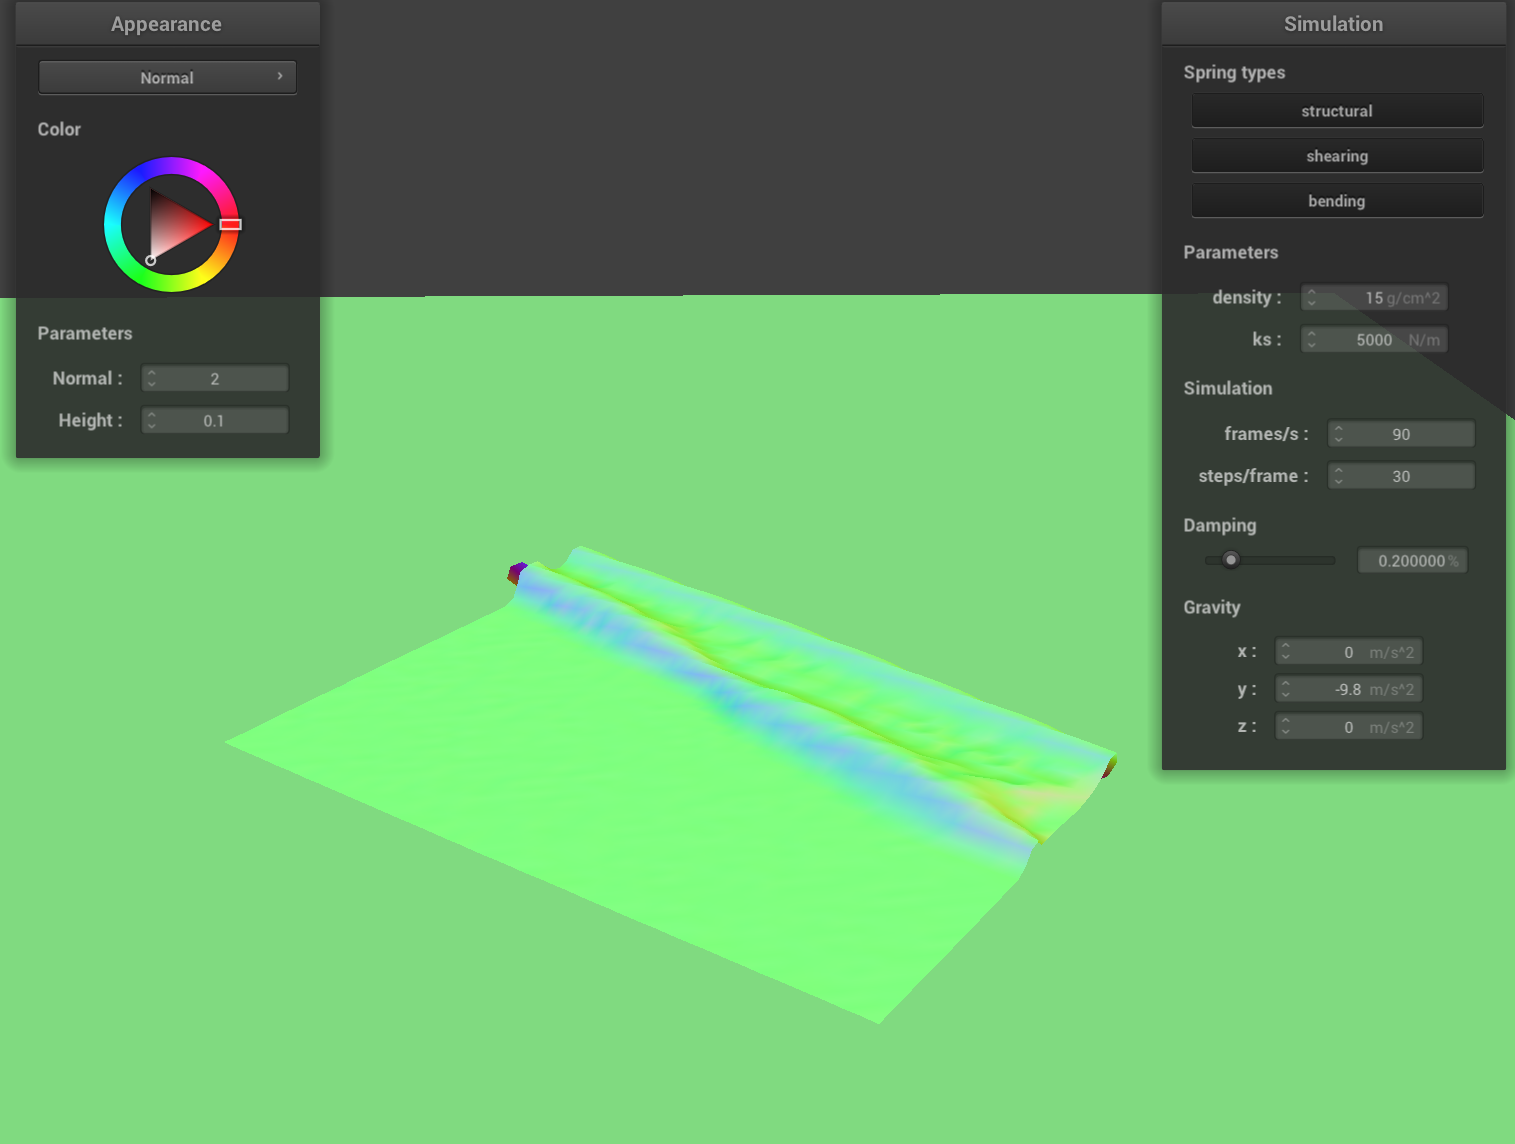 Appearance
Normal
Color
Parameters
Normal : 2
Height : 0.1
Simulation
Spring types
structural
shearing
bending
Parameters
density : 15 g/cm^2
ks : 5000 N/m
Simulation
frames/s : 90
steps/frame : 30
Damping
0.200000 %
Gravity
x : 0 m/s^2
y : -9.8 m/s^2
z : 0 m/s^2